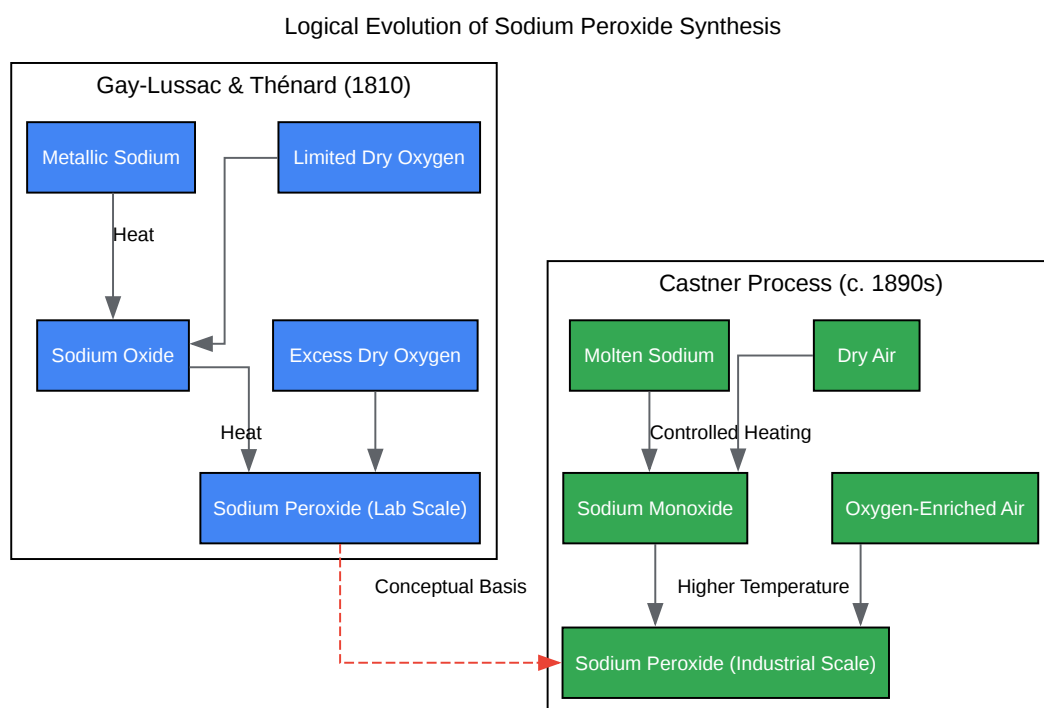 Logical Evolution of Sodium Peroxide Synthesis
Gay-Lussac & Thénard (1810)
Metallic Sodium
Limited Dry Oxygen
Heat
Sodium Oxide
Excess Dry Oxygen
Heat
Sodium Peroxide (Lab Scale)
Conceptual Basis
Castner Process (c. 1890s)
Molten Sodium
Dry Air
Controlled Heating
Sodium Monoxide
Oxygen-Enriched Air
Higher Temperature
Sodium Peroxide (Industrial Scale)